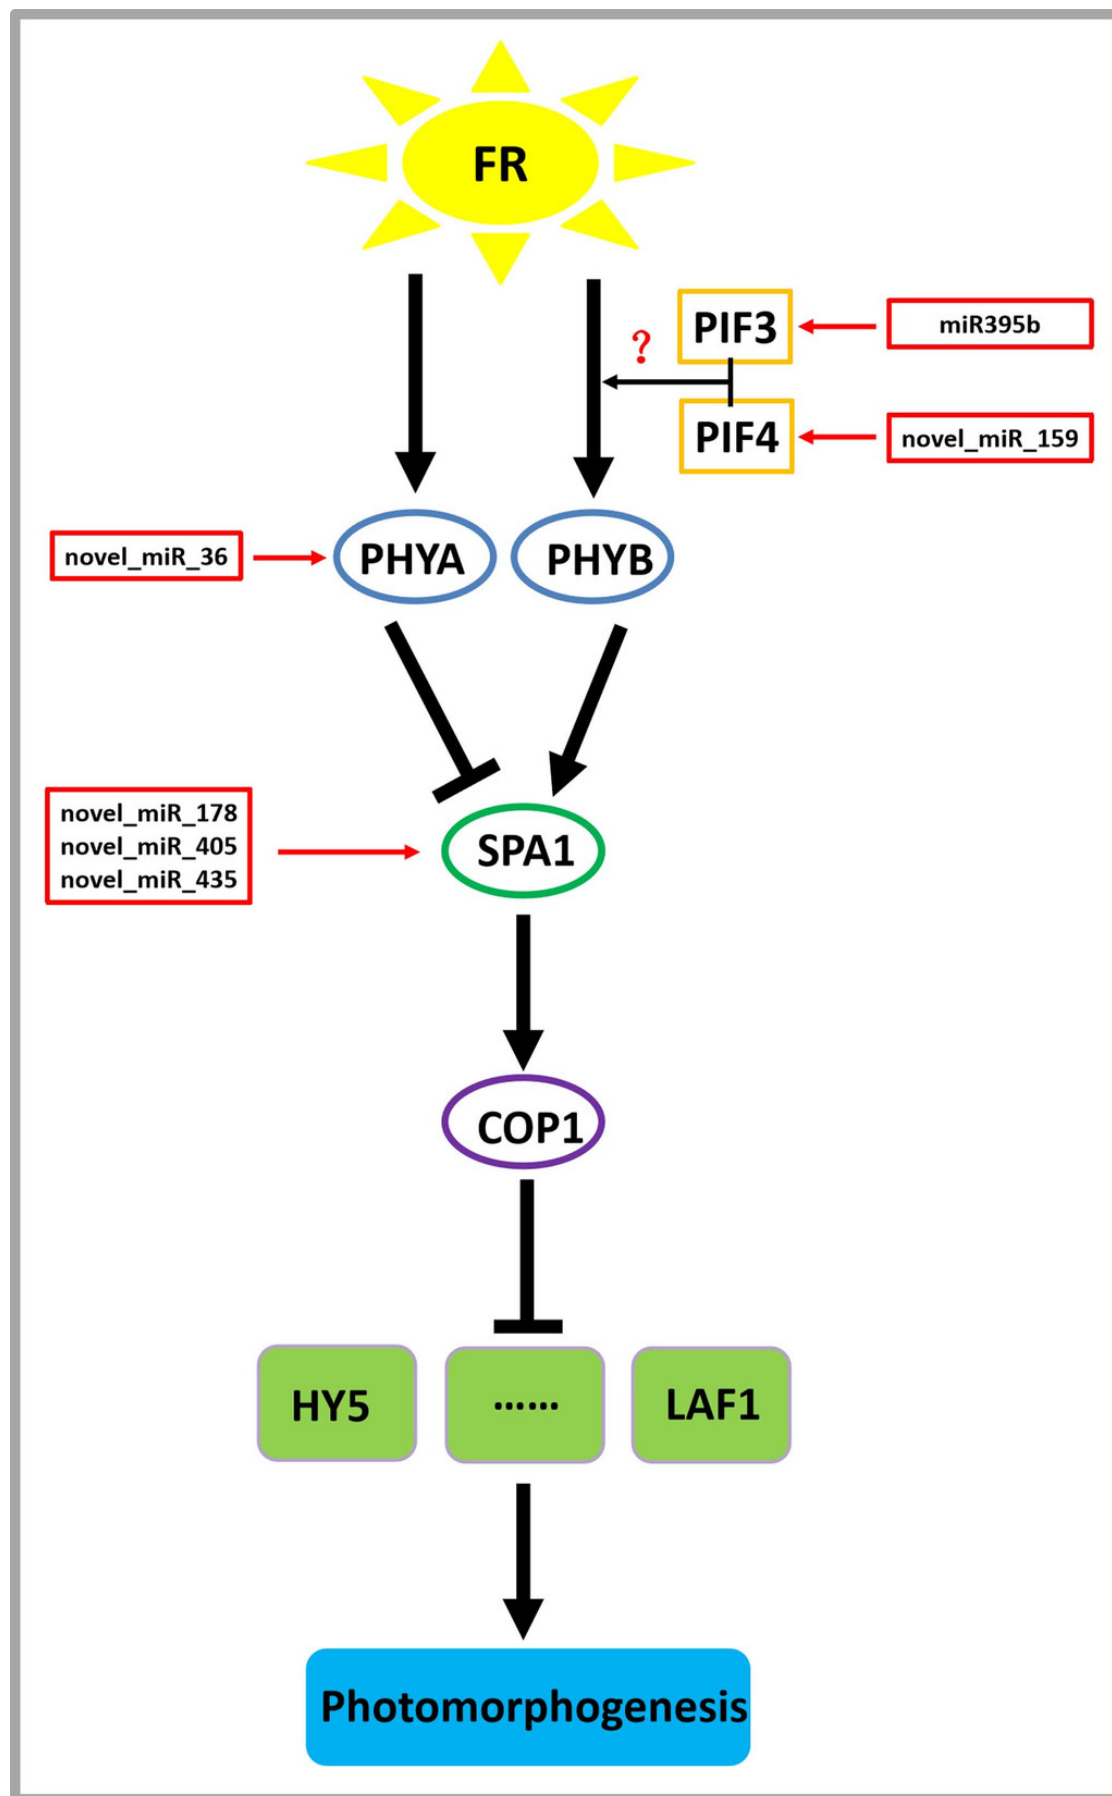 FR
PIF3
miR395b
?
PIF4
novel_miR_159
novel_miR_36
PHYA
PHYB
novel_miR_178
novel_miR_405
novel_miR_435
SPA1
COP1
HY5
......
LAF1
Photomorphogenesis